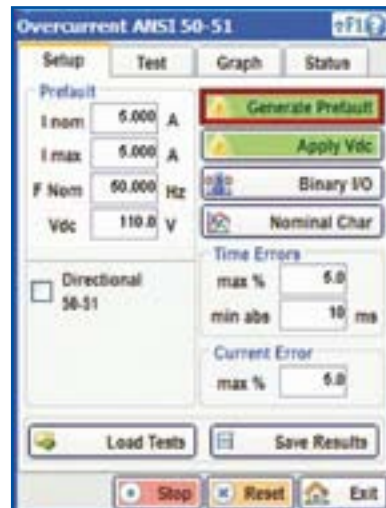 Overcurrent ANSI 50-51
F1
Setup Test Graph Status
Prefault
I nom 5.000 A
I max 5.000 A
F Nom 50.000 Hz
Vdc 110.0 V
Directional
50-51
Generate Prefault
Apply Vdc
Binary I/O
Nominal Char
Time Errors
max % 5.0
min abs 10 ms
Current Error
max % 5.0
Load Tests Save Results
Stop Reset Exit